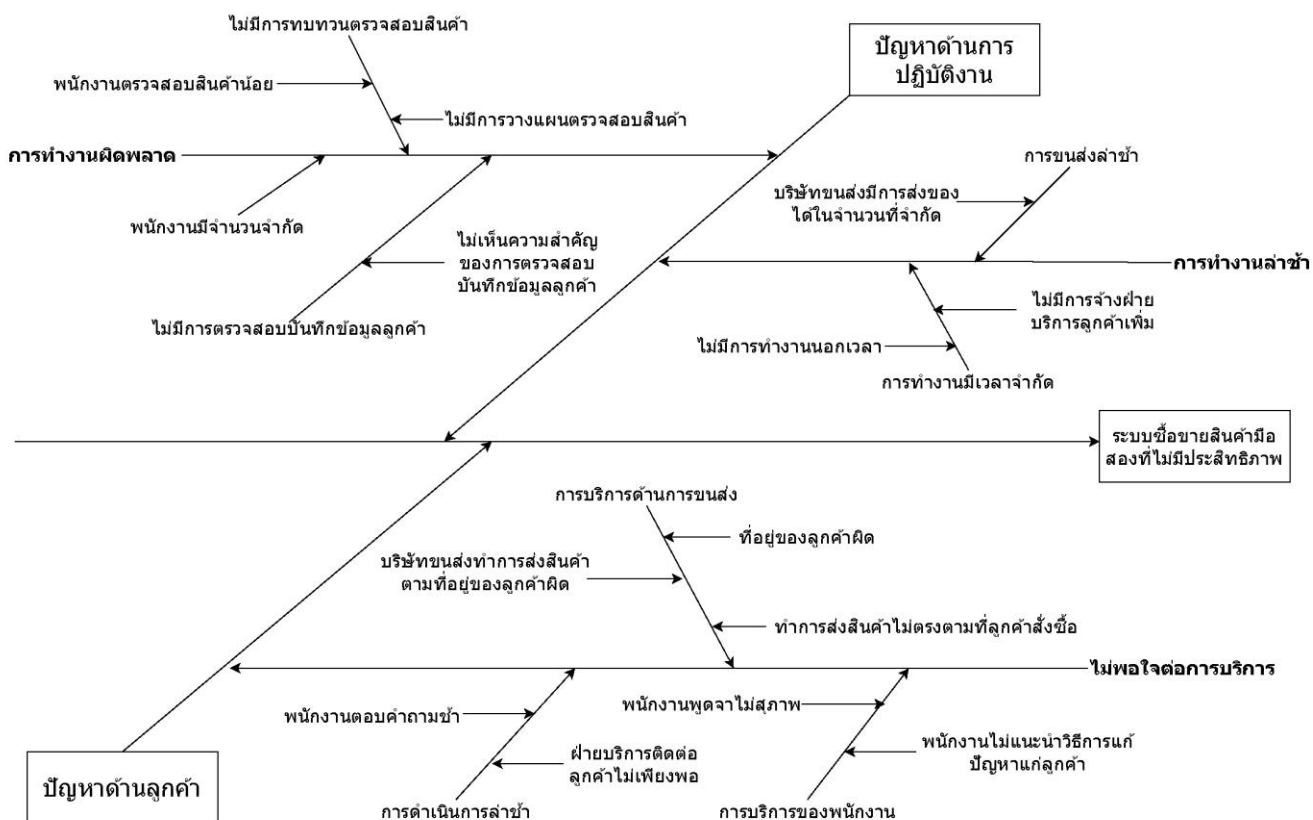 ไม่มีการทบทวนตรวจสอบสินค้า
ปัญหาด้านการ
ปฏิบัติงาน
พนักงานตรวจสอบสินค้าน้อย
ไม่มีการวางแผนตรวจสอบสินค้า
การทำงานผิดพลาด
การขนส่งล่าช้า
บริษัทขนส่งมีการส่งของ
ได้ในจำนวนที่จำกัด
พนักงานมีจำนวนจำกัด
ไม่เห็นความสำคัญ
ของการตรวจสอบ
บันทึกข้อมูลลูกค้า
การทำงานล่าช้า
ไม่มีการจ้างฝ่าย
บริการลูกค้าเพิ่ม
ไม่มีการตรวจสอบบันทึกข้อมูลลูกค้า
ไม่มีการทำงานนอกเวลา
การทำงานมีเวลาจำกัด
ระบบซื้อขายสินค้ามือ
สองที่ไม่มีประสิทธิภาพ
การบริการด้านการขนส่ง
ที่อยู่ของลูกค้าผิด
บริษัทขนส่งทำการส่งสินค้า
ตามที่อยู่ของลูกค้าผิด
ทำการส่งสินค้าไม่ตรงตามที่ลูกค้าสั่งซื้อ
ไม่พอใจต่อการบริการ
พนักงานตอบคำถามช้า
พนักงานพูดจาไม่สุภาพ
ฝ่ายบริการติดต่อ
ลูกค้าไม่เพียงพอ
พนักงานไม่แนะนำวิธีการแก้
ปัญหาแก่ลูกค้า
ปัญหาด้านลูกค้า
การดำเนินการล่าช้า
การบริการของพนักงาน